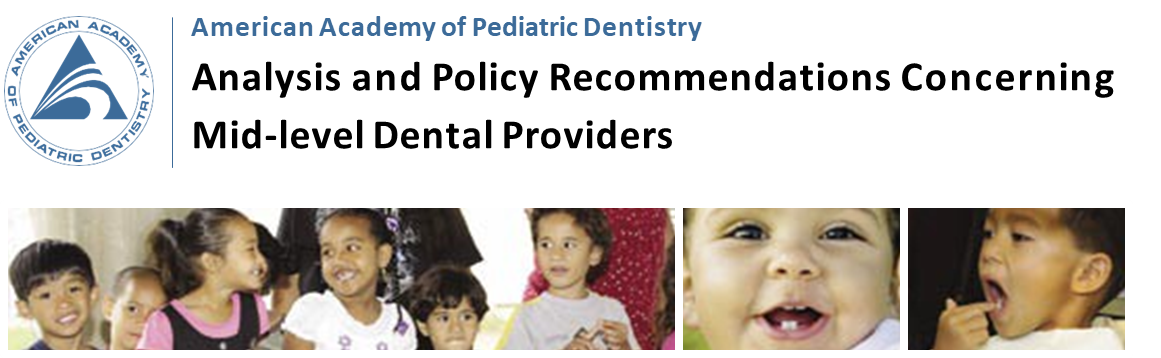 AMERICAN ACADEMY OF PEDIATRIC DENTISTRY
American Academy of Pediatric Dentistry
Analysis and Policy Recommendations Concerning
Mid-level Dental Providers